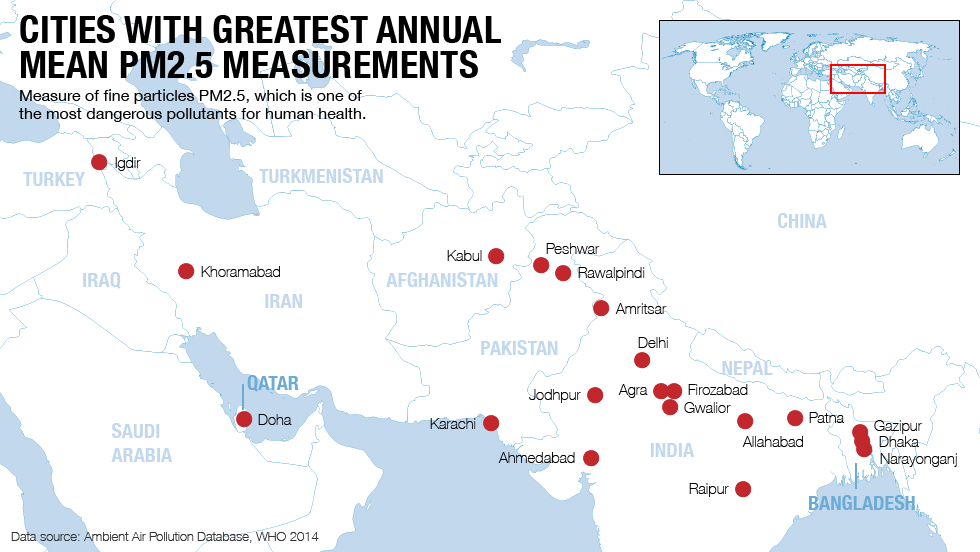 CITIES WITH GREATEST ANNUAL
MEAN PM2.5 MEASUREMENTS
Measure of fine particles PM2.5, which is one of
the most dangerous pollutants for human health.
Igdir
TURKEY
TURKMENISTAN
CHINA
Kabul
Peshwar
Khoramabad
Rawalpindi
IRAQ
AFGHANISTAN
IRAN
Amritsar
Delhi
PAKISTAN
NEPAL
QATAR
Jodhpur
Agra
Firozabad
Gwalior
Doha
Karachi
Patna
Gazipur
SAUDI
ARABIA
Allahabad
Dhaka
INDIA
Ahmedabad
Narayonganj
Raipur
BANGLADESH
Data source: Ambient Air Pollution Database, WHO 2014